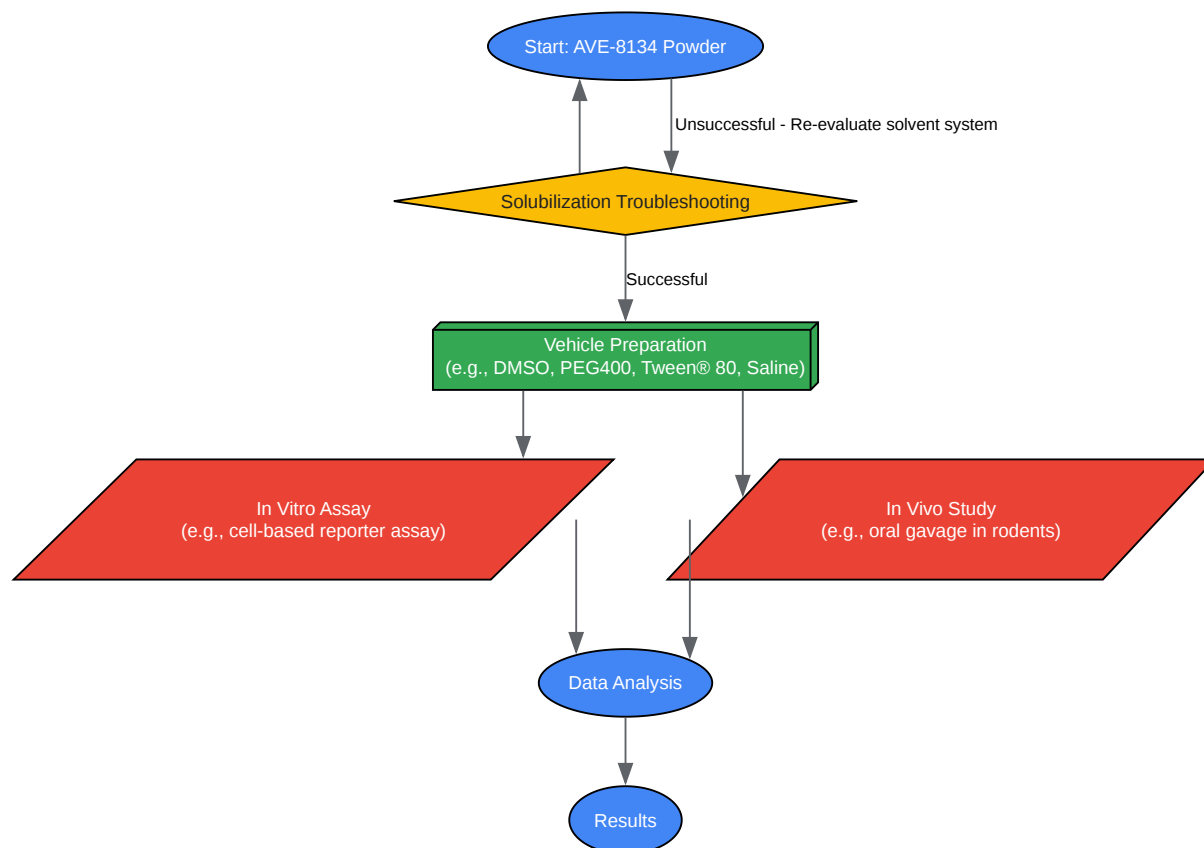 Start: AVE-8134 Powder
Unsuccessful - Re-evaluate solvent system
Solubilization Troubleshooting
Successful
Vehicle Preparation
(e.g., DMSO, PEG400, Tween® 80, Saline)
In Vitro Assay
(e.g., cell-based reporter assay)
In Vivo Study
(e.g., oral gavage in rodents)
Data Analysis
Results